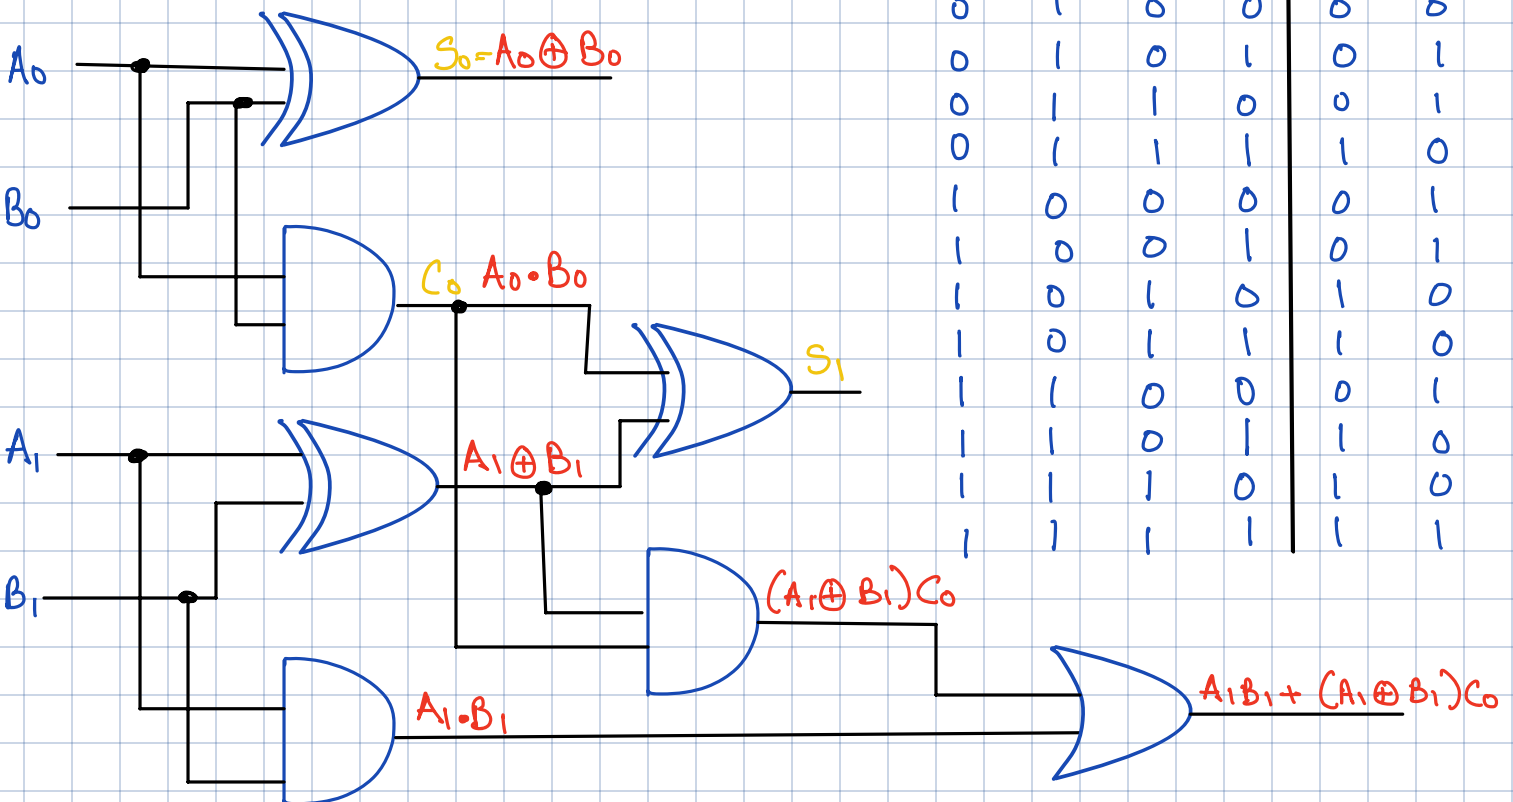 A0
S0=A0⊕B0
B0
C0 A0•B0
S1
A1
A1⊕B1
B1
(A1⊕B1)C0
A1•B1
A1B1+(A1⊕B1)C0
0 1 0 0 0 0
0 1 0 1 0 1
0 1 1 0 0 1
0 1 1 1 1 0
1 0 0 0 0 1
1 0 0 1 0 1
1 0 1 0 1 0
1 0 1 1 1 0
1 1 0 0 0 1
1 1 0 1 1 0
1 1 1 0 1 0
1 1 1 1 1 1